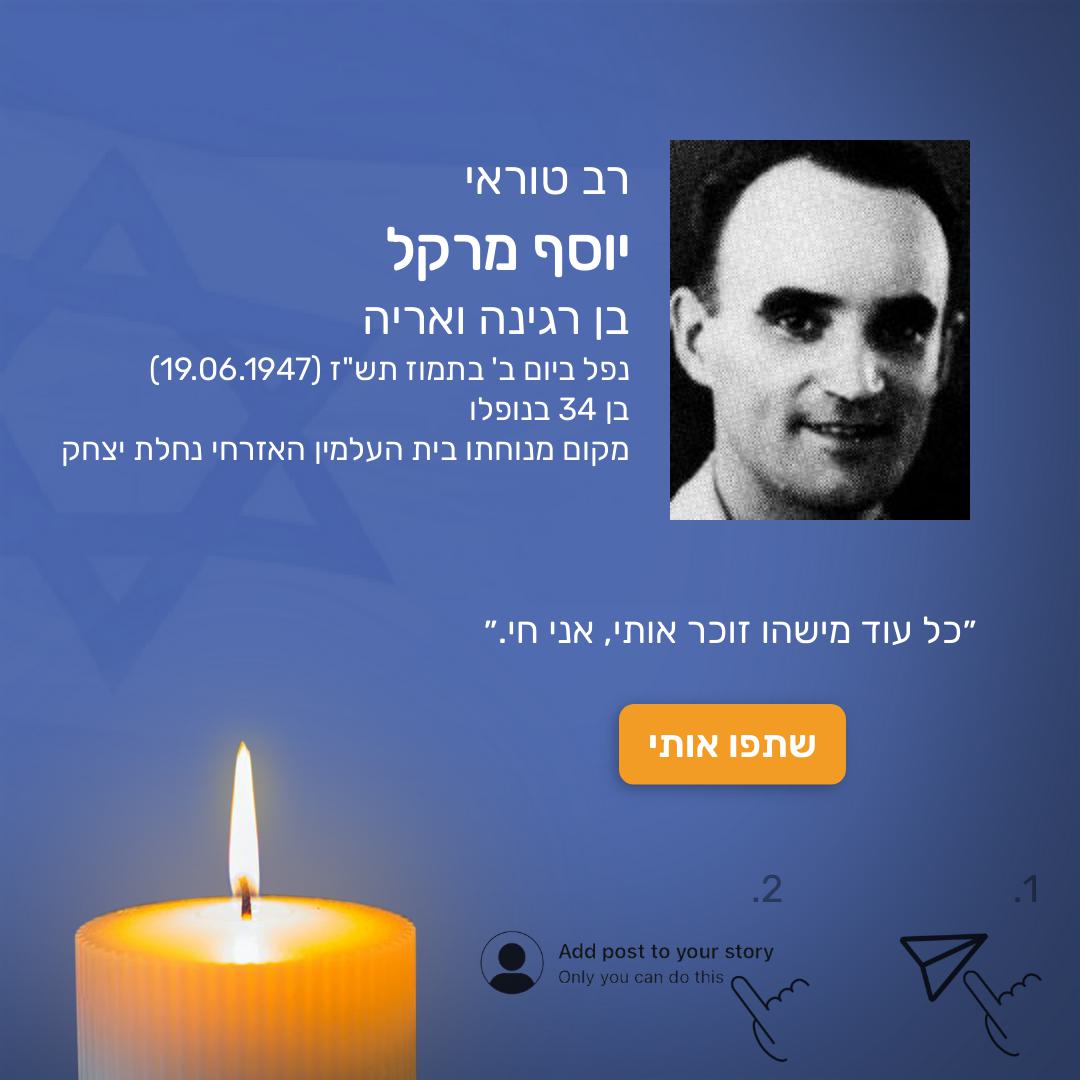 רב טוראי
יוסף מרקל
בן רגינה ואריה
נפל ביום ב' בתמוז תש"ז (19.06.1947)
בן 34 בנופלו
מקום מנוחתו בית העלמין האזרחי נחלת יצחק
״כל עוד מישהו זוכר אותי, אני חי.״
שתפו אותי
1.
2.
Add post to your story
Only you can do this